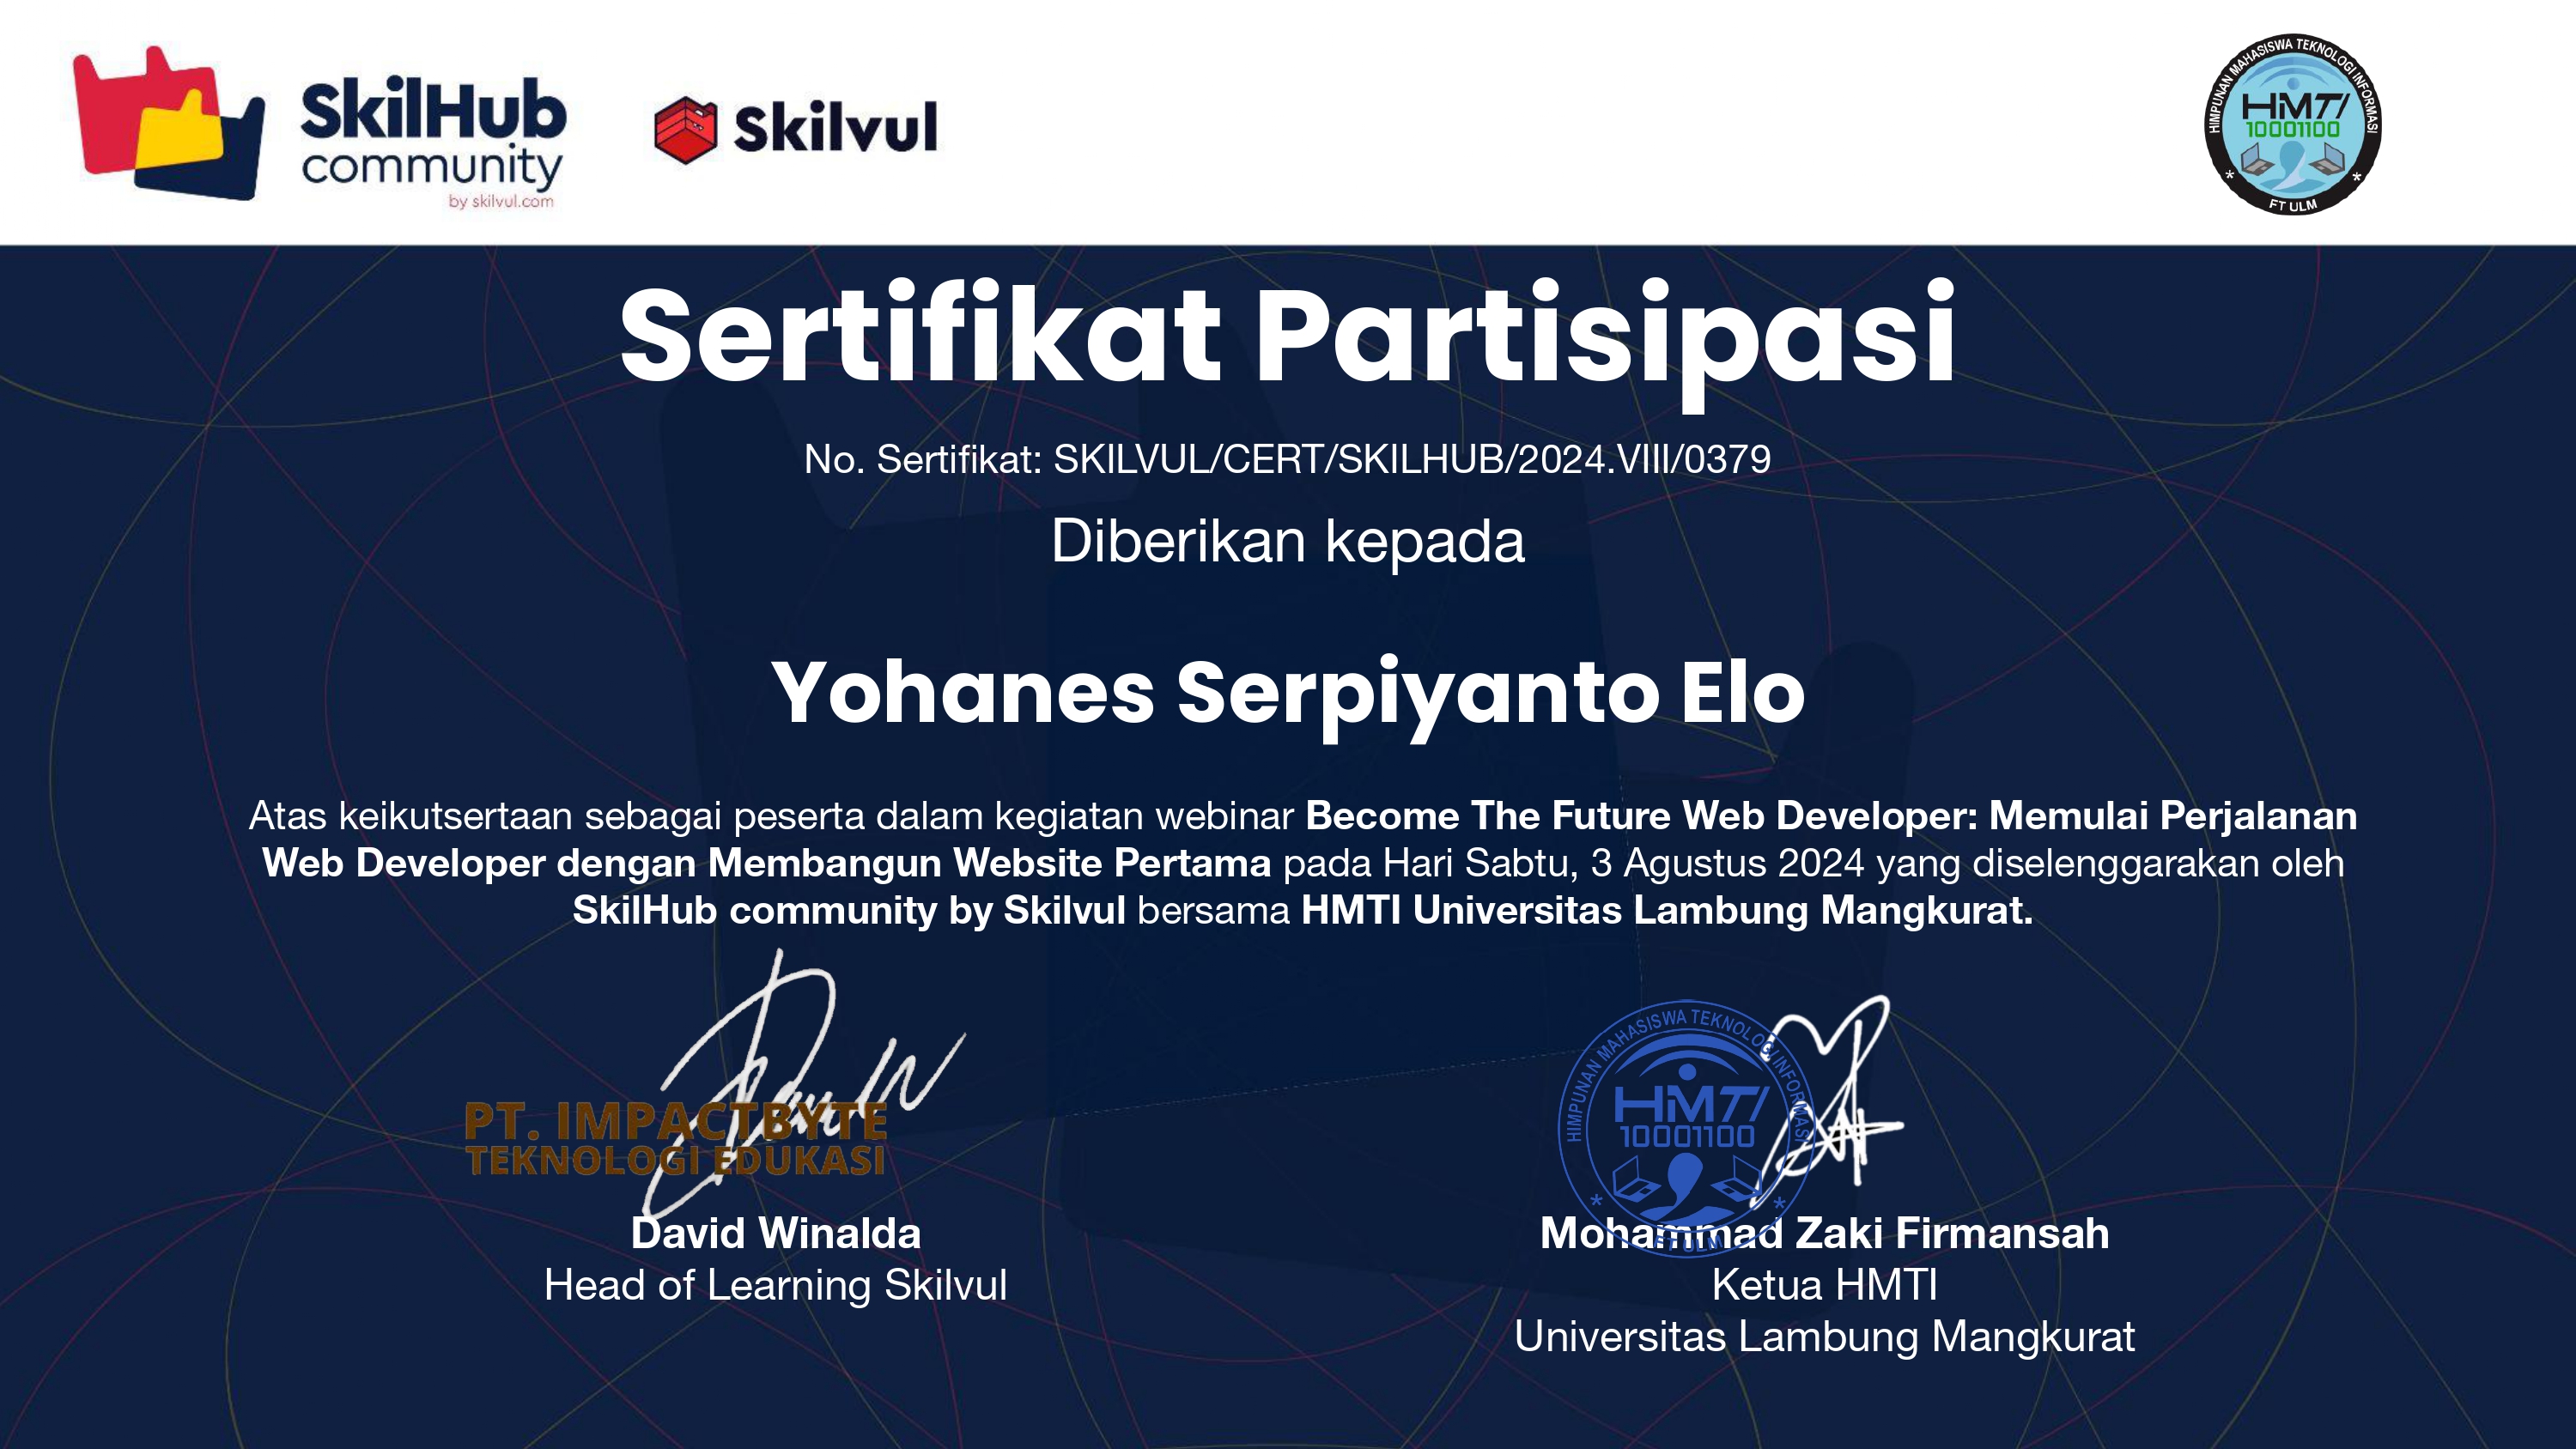 SkilHub
community
by skilvul.com
Skilvul
HIMPUNAN MAHASISWA TEKNOLOGI INFORMASI
HMTI
10001100
* FT ULM *
Sertifikat Partisipasi
No. Sertifikat: SKILVUL/CERT/SKILHUB/2024.VIII/0379
Diberikan kepada
Yohanes Serpiyanto Elo
Atas keikutsertaan sebagai peserta dalam kegiatan webinar Become The Future Web Developer: Memulai Perjalanan
Web Developer dengan Membangun Website Pertama pada Hari Sabtu, 3 Agustus 2024 yang diselenggarakan oleh
SkilHub community by Skilvul bersama HMTI Universitas Lambung Mangkurat.
PT. IMPACTBYTE
TEKNOLOGI EDUKASI
David Winalda
Head of Learning Skilvul
HIMPUNAN MAHASISWA TEKNOLOGI INFORMASI
HMTI
10001100
* FT ULM *
Mohammad Zaki Firmansah
Ketua HMTI
Universitas Lambung Mangkurat